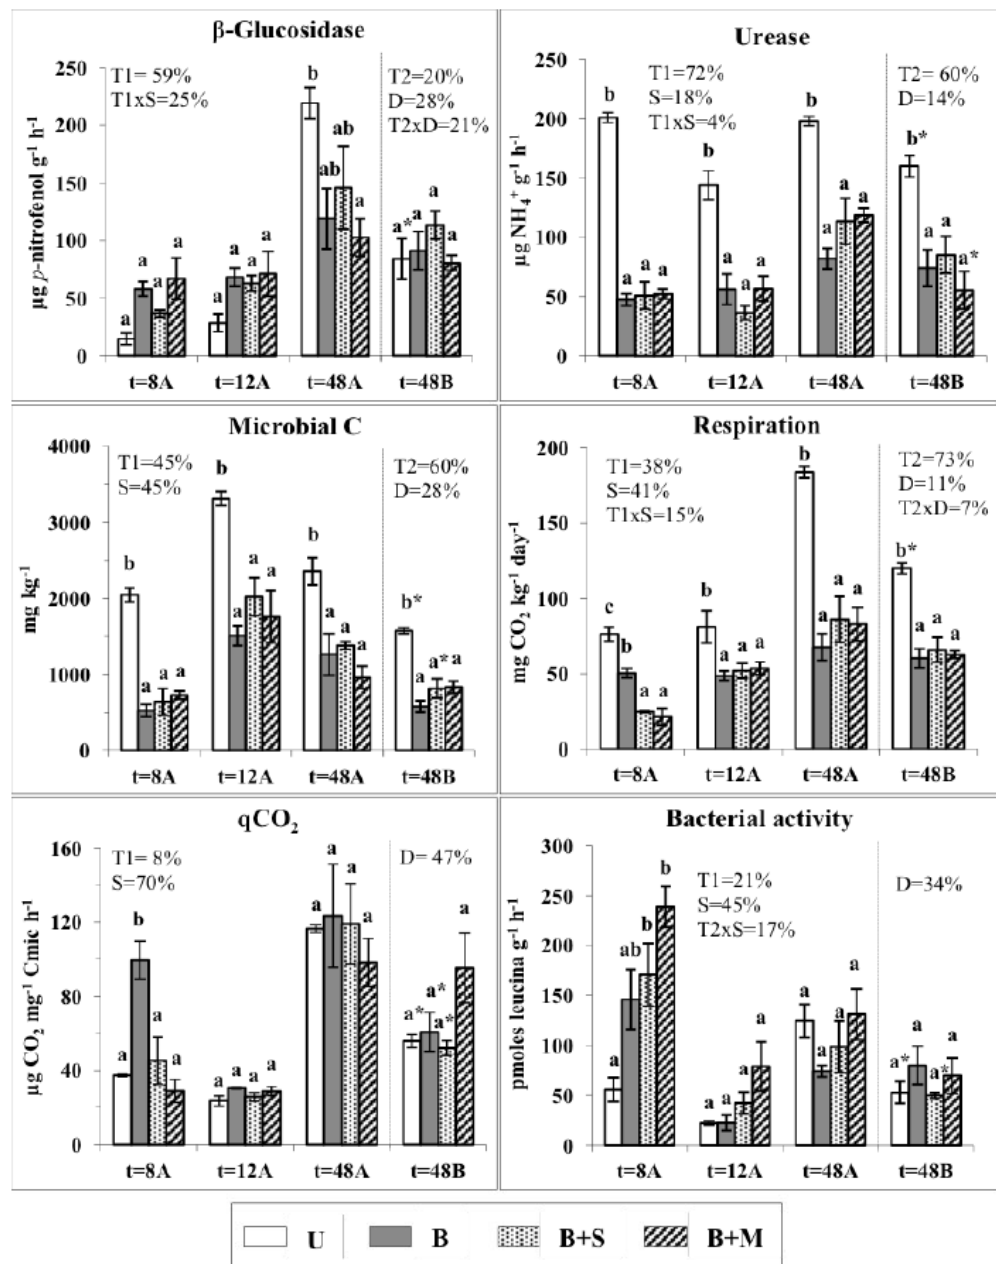 β-Glucosidase
T1= 59%
T1xS=25%
T2=20%
D=28%
T2xD=21%
µg p-nitrofenol g-1 h-1
250
200
150
100
50
0
a a a a
a a a a
b ab ab a
a* a a a
t=8A t=12A t=48A t=48B
Urease
T1=72%
S=18%
T1xS=4%
T2= 60%
D=14%
µg NH4+ g-1 h-1
250
200
150
100
50
0
b a a a
b a a a
b a a a
b* a a a*
t=8A t=12A t=48A t=48B
Microbial C
T1=45%
S=45%
T2=60%
D=28%
mg kg-1
4000
3000
2000
1000
0
b a a a
b a a a
b a a a
b* a a* a
t=8A t=12A t=48A t=48B
Respiration
T1=38%
S=41%
T1xS=15%
T2=73%
D=11%
T2xD=7%
mg CO2 kg-1 day-1
200
150
100
50
0
c b a a
b a a a
b a a a
b* a a a
t=8A t=12A t=48A t=48B
qCO2
T1= 8%
S=70%
D= 47%
µg CO2 mg-1 Cmic h-1
160
120
80
40
0
a b a a
a a a a
a a a a
a* a* a* a
t=8A t=12A t=48A t=48B
Bacterial activity
T1=21%
S=45%
T2xS=17%
D=34%
pmoles leucina g-1 h-1
300
250
200
150
100
50
0
a ab b b
a a a a
a a a a
a* a a* a
t=8A t=12A t=48A t=48B
U B B+S B+M